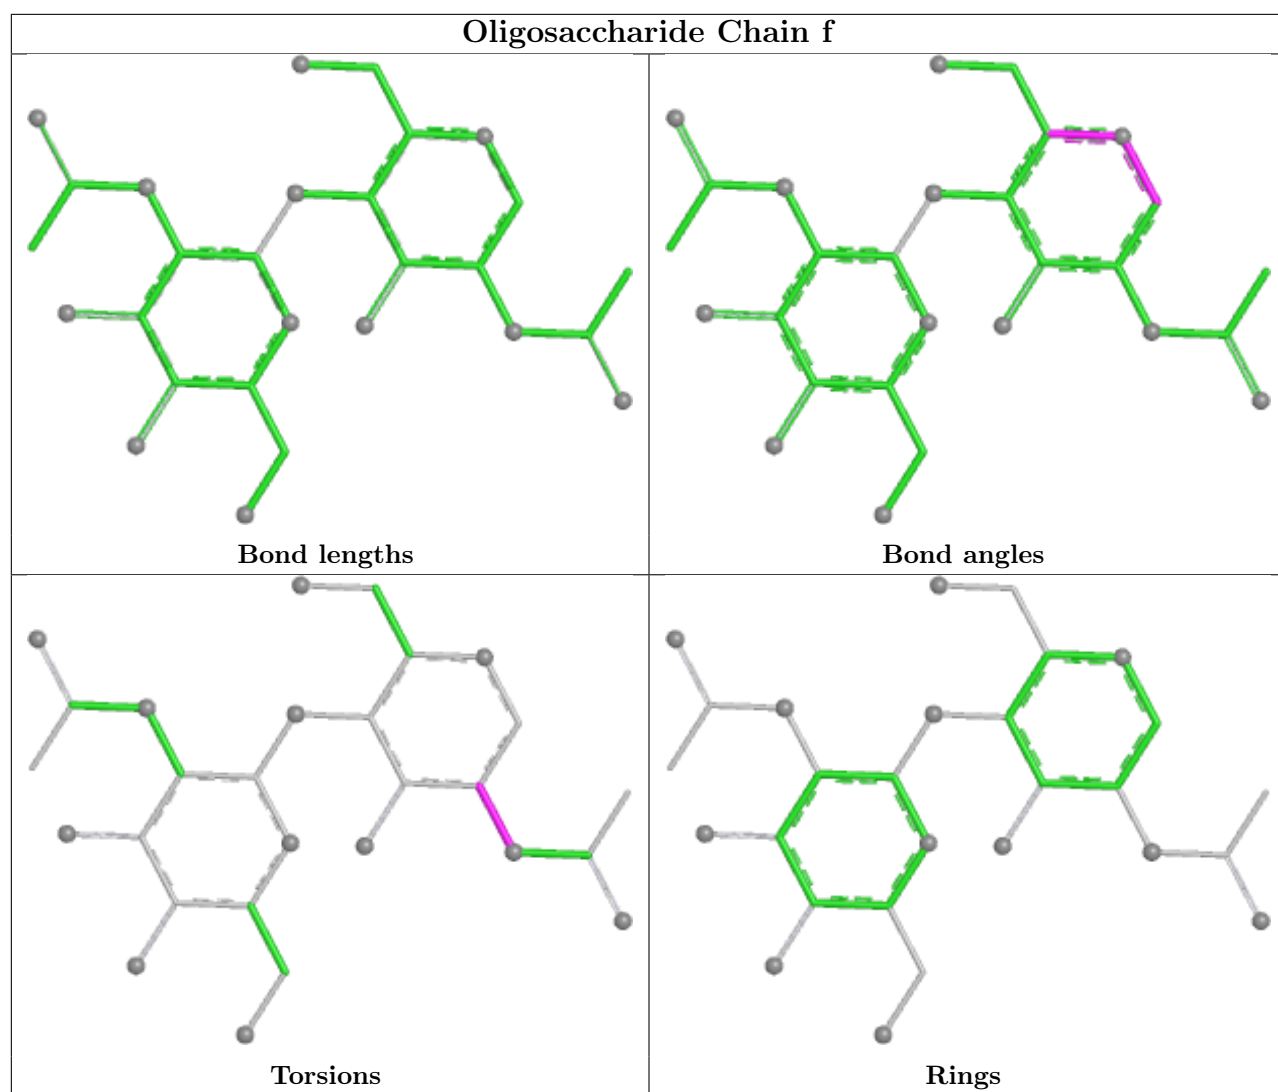 Oligosaccharide Chain f
Bond lengths
Bond angles
Torsions
Rings